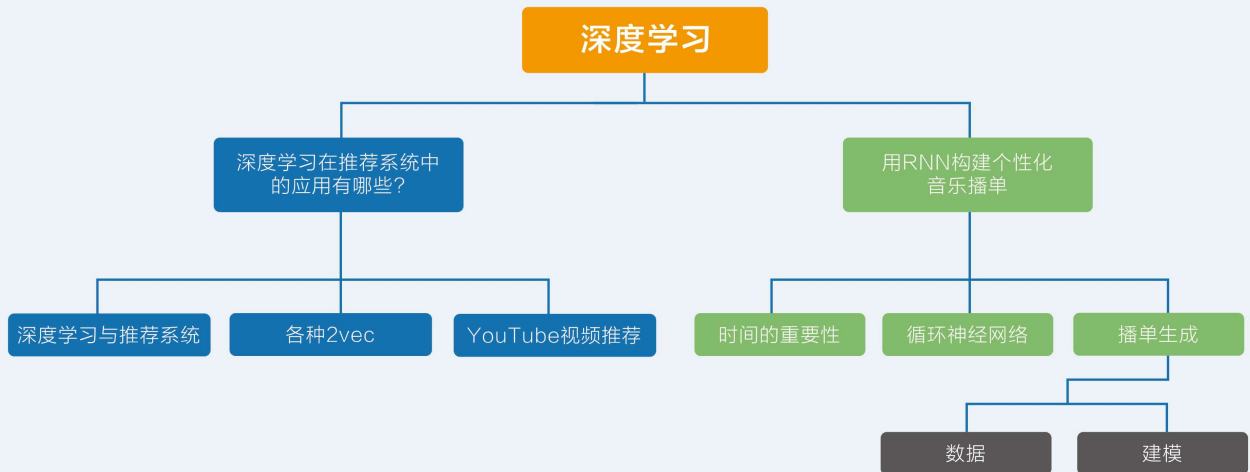 深度学习
深度学习在推荐系统中
的应用有哪些?
用RNN构建个性化
音乐播单
深度学习与推荐系统
各种2vec
YouTube视频推荐
时间的重要性
循环神经网络
播单生成
数据
建模